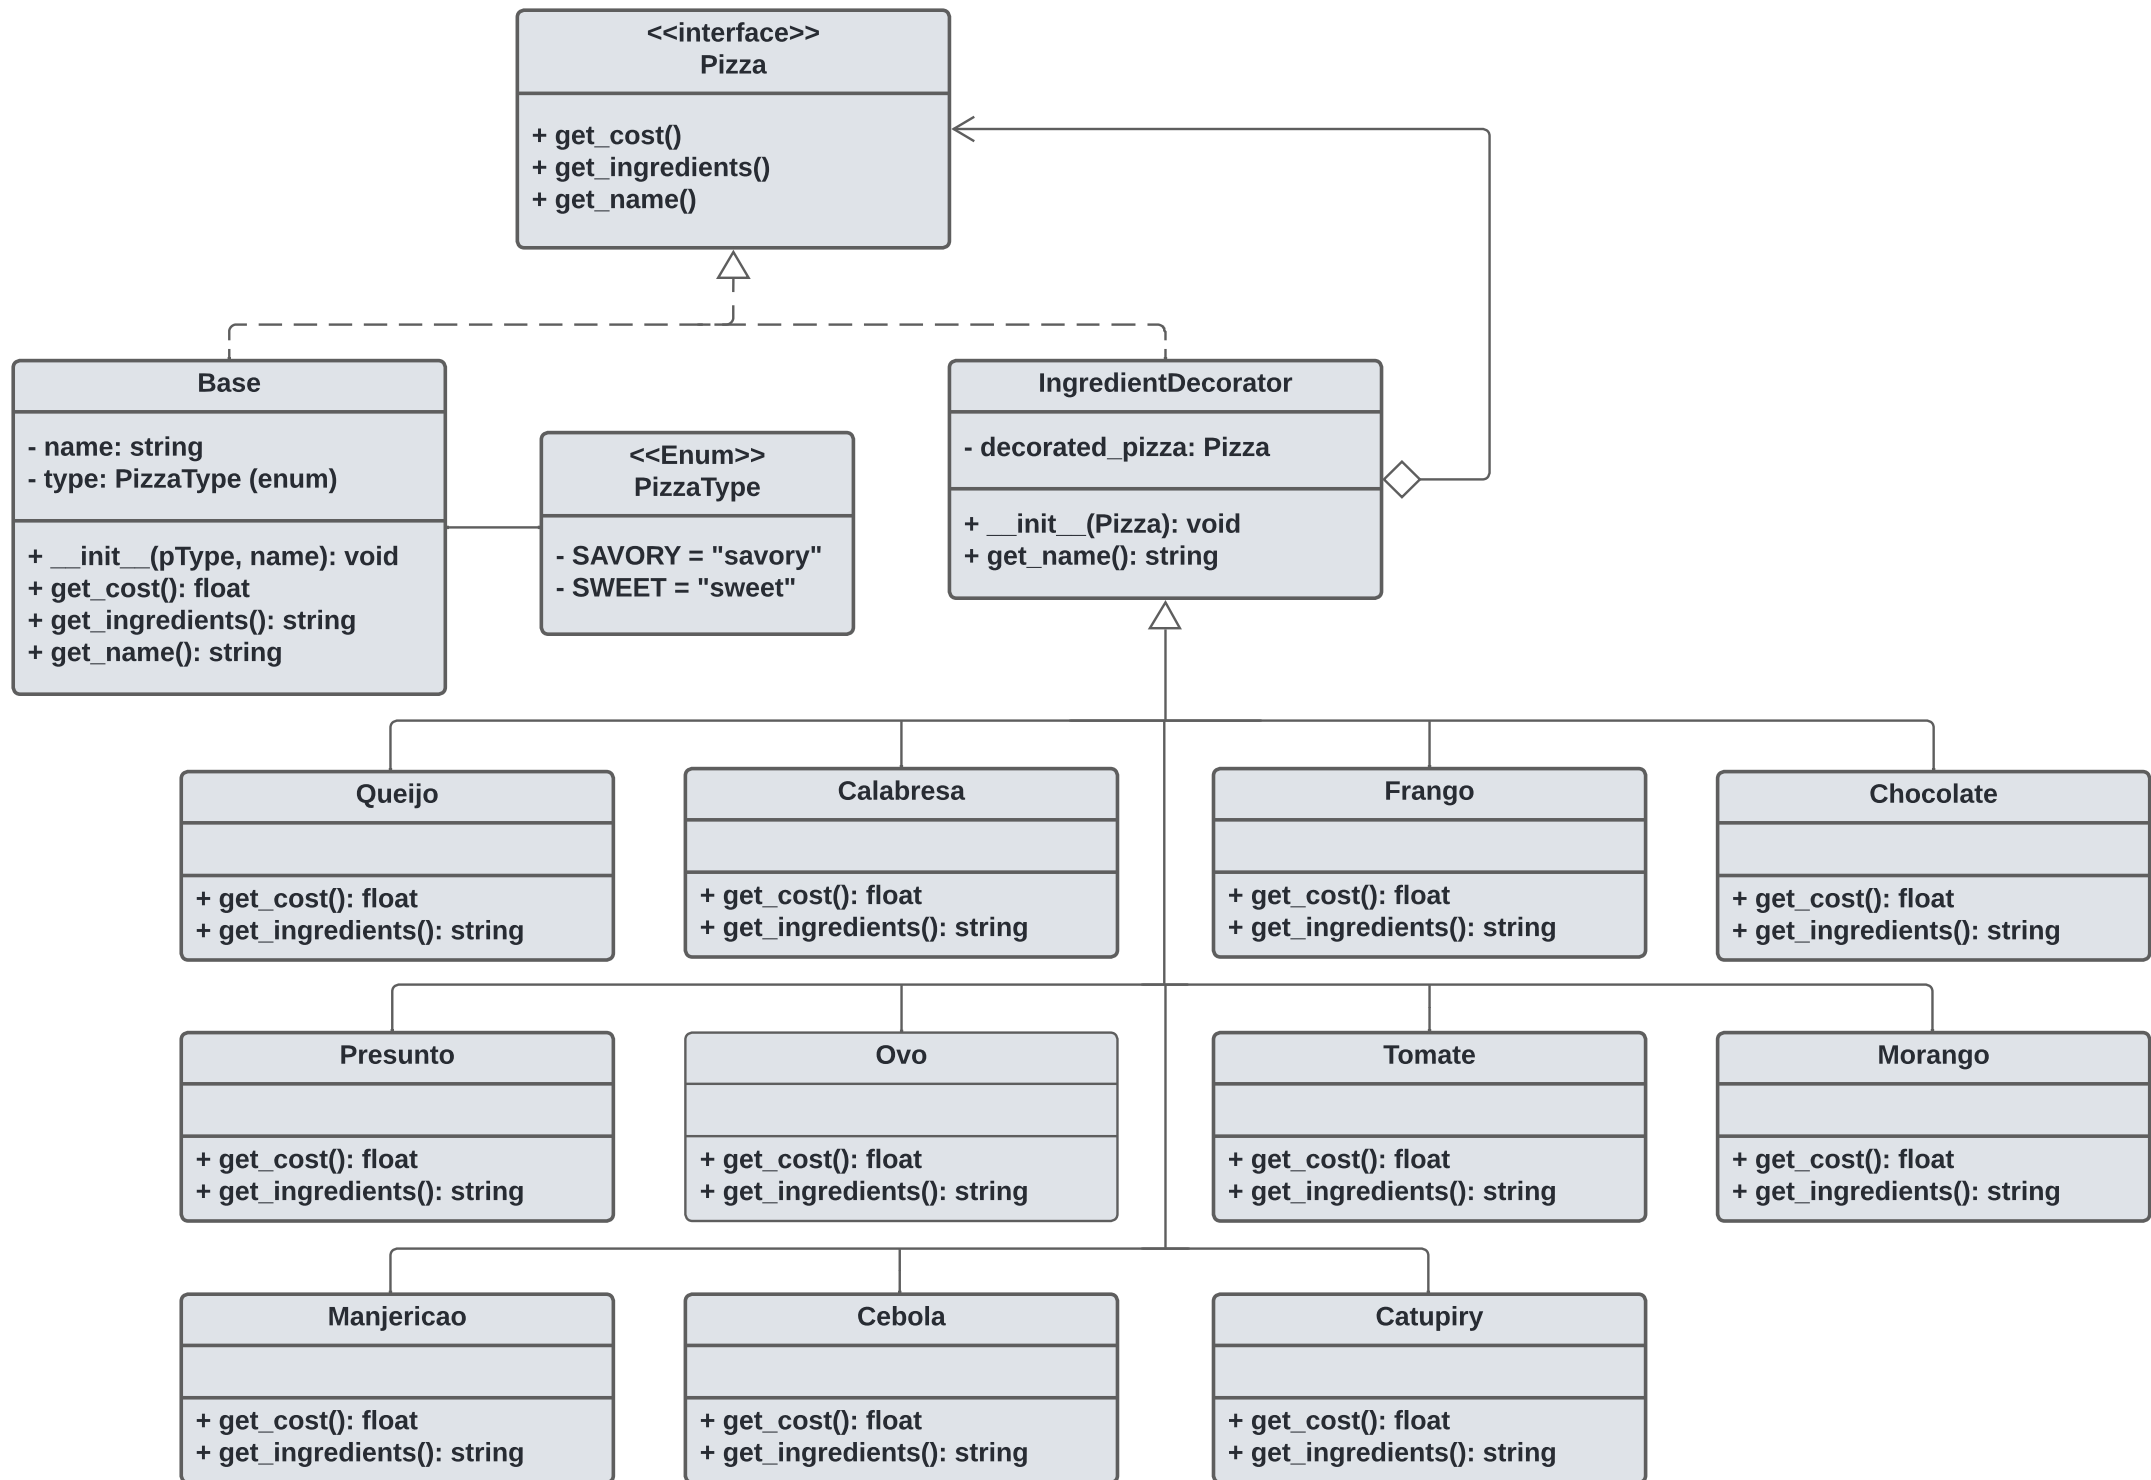 <<interface>>
Pizza
+ get_cost()
+ get_ingredients()
+ get_name()
Base
- name: string
- type: PizzaType (enum)
+ __init__(pType, name): void
+ get_cost(): float
+ get_ingredients(): string
+ get_name(): string
<<Enum>>
PizzaType
- SAVORY = "savory"
- SWEET = "sweet"
IngredientDecorator
- decorated_pizza: Pizza
+ __init__(Pizza): void
+ get_name(): string
Queijo
+ get_cost(): float
+ get_ingredients(): string
Calabresa
+ get_cost(): float
+ get_ingredients(): string
Frango
+ get_cost(): float
+ get_ingredients(): string
Chocolate
+ get_cost(): float
+ get_ingredients(): string
Presunto
+ get_cost(): float
+ get_ingredients(): string
Ovo
+ get_cost(): float
+ get_ingredients(): string
Tomate
+ get_cost(): float
+ get_ingredients(): string
Morango
+ get_cost(): float
+ get_ingredients(): string
Manjericao
+ get_cost(): float
+ get_ingredients(): string
Cebola
+ get_cost(): float
+ get_ingredients(): string
Catupiry
+ get_cost(): float
+ get_ingredients(): string